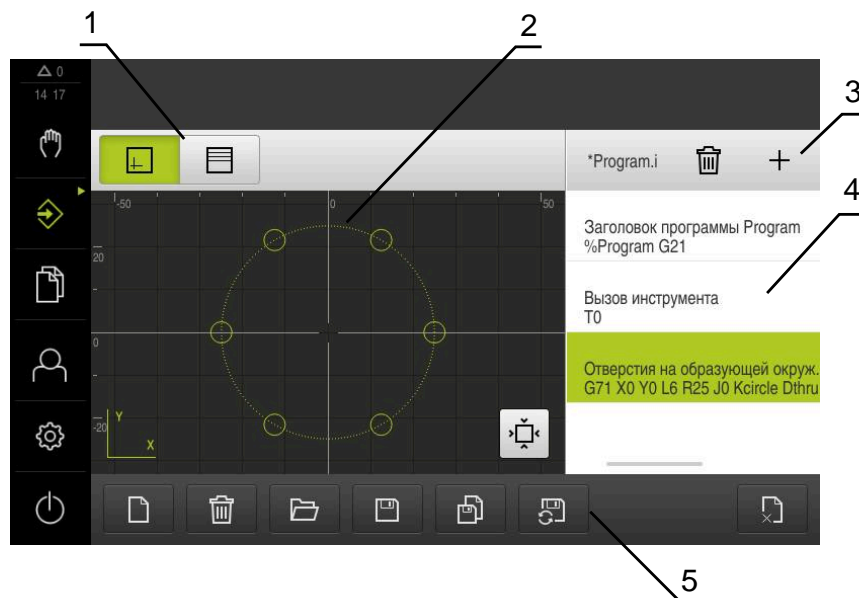 1
2
3
4
5
0
14 17
*Program.i
Заголовок программы Program
%Program G21
Вызов инструмента
T0
Отверстия на образующей окруж.
G71 X0 Y0 L6 R25 J0 Kcircle Dthru
-50
0
50
20
0
-20
Y
X